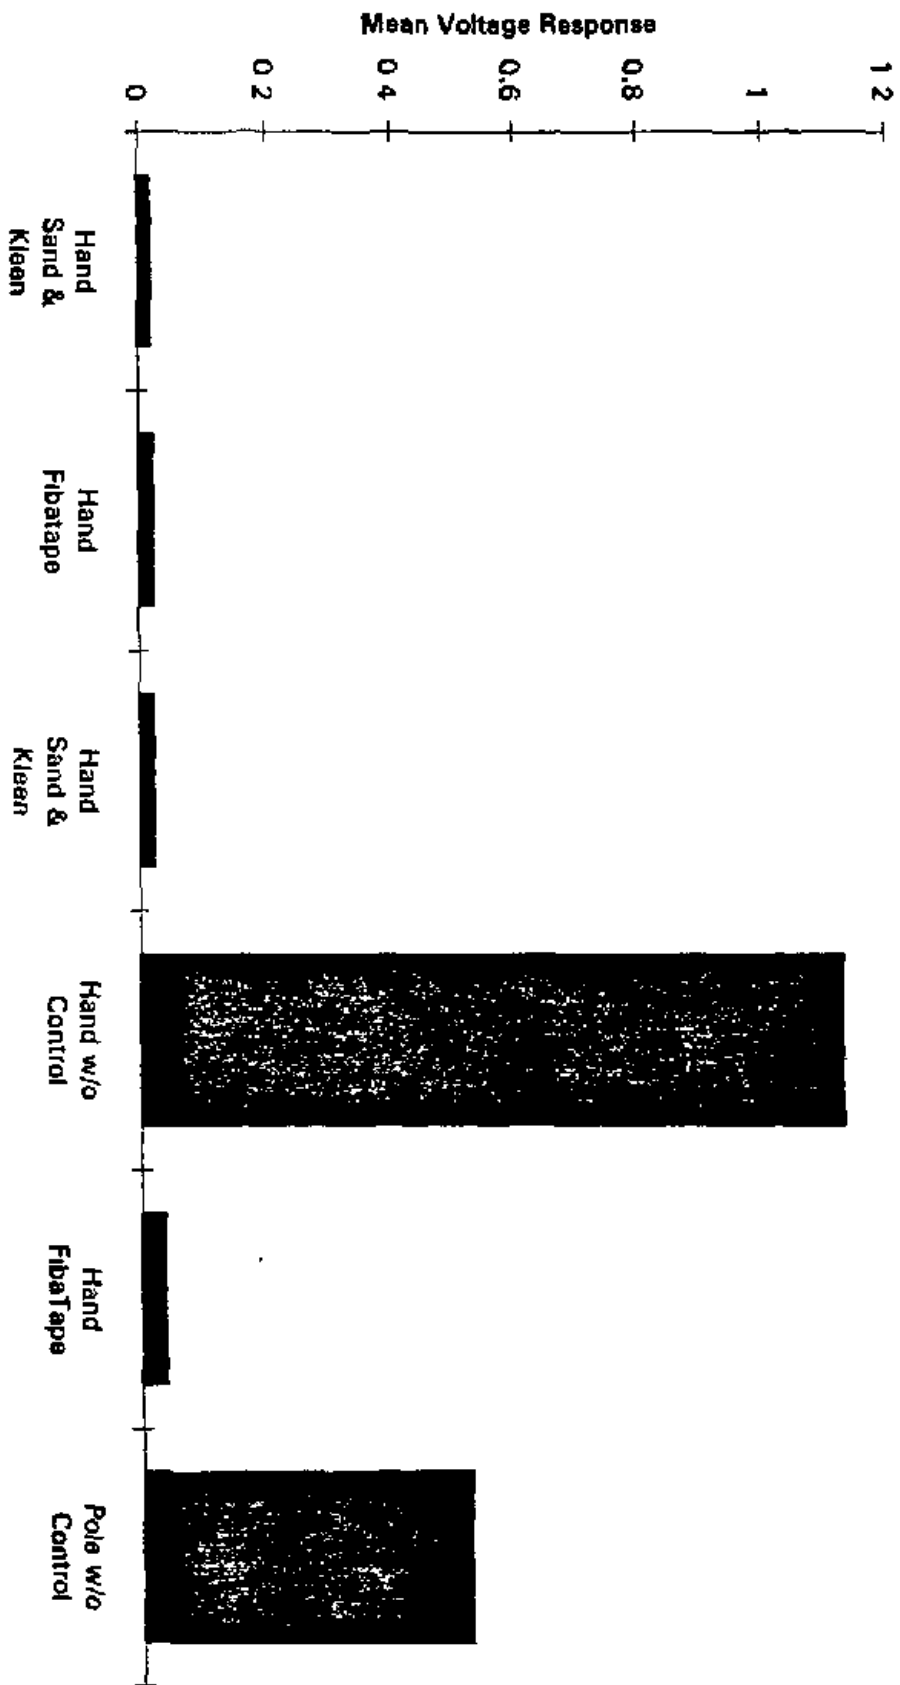 Mean Voltage Response
1 2
1
0.8
0.6
0 4
0 2
0
Hand
Sand &
Kleen
Hand
Fibatape
Hand
Sand &
Kleen
Hand w/o
Control
Hand
FibaTape
Pole w/o
Control